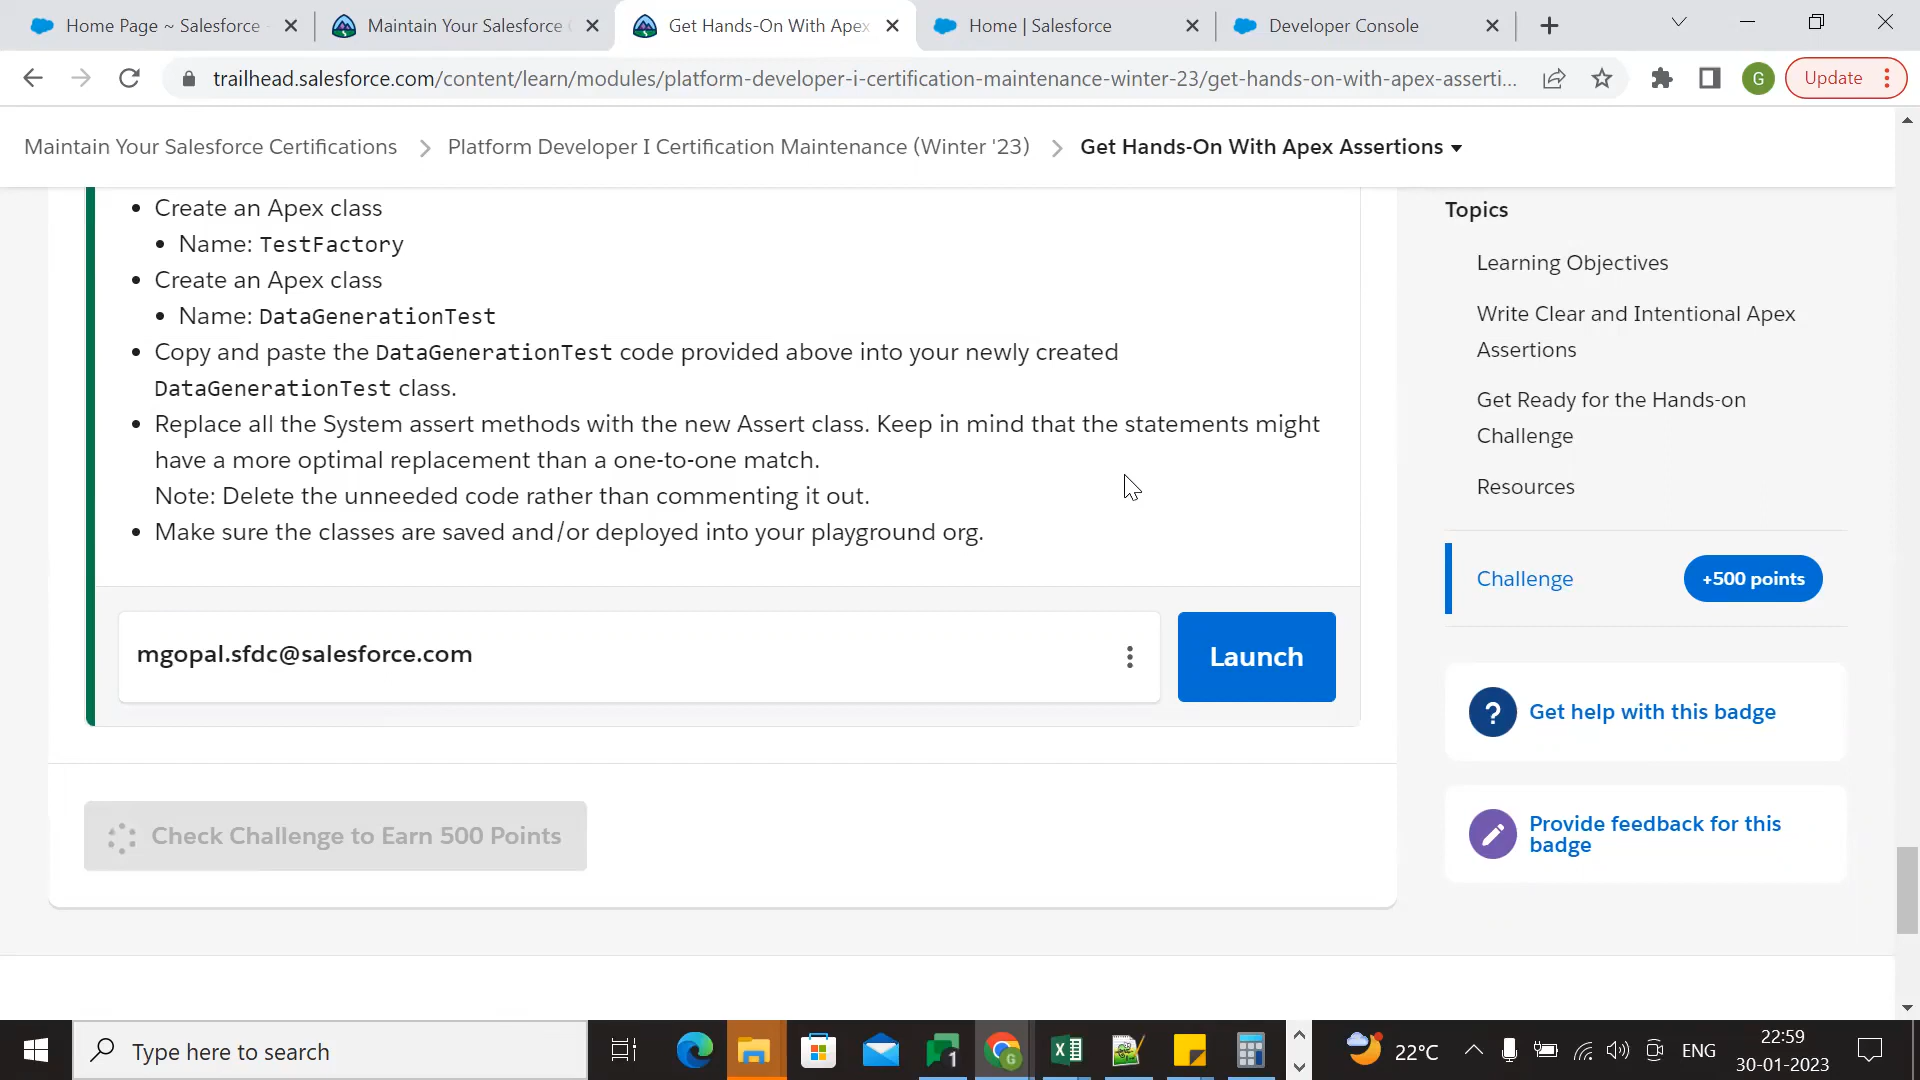 Home Page ~ Salesforce
Maintain Your Salesforce
Get Hands-On With Apex
Home | Salesforce
Developer Console
trailhead.salesforce.com/content/learn/modules/platform-developer-i-certification-maintenance-winter-23/get-hands-on-with-apex-asserti...
G
Update
Maintain Your Salesforce Certifications
Platform Developer I Certification Maintenance (Winter '23)
Get Hands-On With Apex Assertions
Create an Apex class
Name: TestFactory
Create an Apex class
Name: DataGenerationTest
Copy and paste the DataGenerationTest code provided above into your newly created
DataGenerationTest class.
Replace all the System assert methods with the new Assert class. Keep in mind that the statements might
have a more optimal replacement than a one-to-one match.
Note: Delete the unneeded code rather than commenting it out.
Make sure the classes are saved and/or deployed into your playground org.
mgopal.sfdc@salesforce.com
Launch
Check Challenge to Earn 500 Points
Topics
Learning Objectives
Write Clear and Intentional Apex
Assertions
Get Ready for the Hands-on
Challenge
Resources
Challenge
+500 points
?
Get help with this badge
Provide feedback for this
badge
Type here to search
1
G
22°C
ENG
22:59
30-01-2023